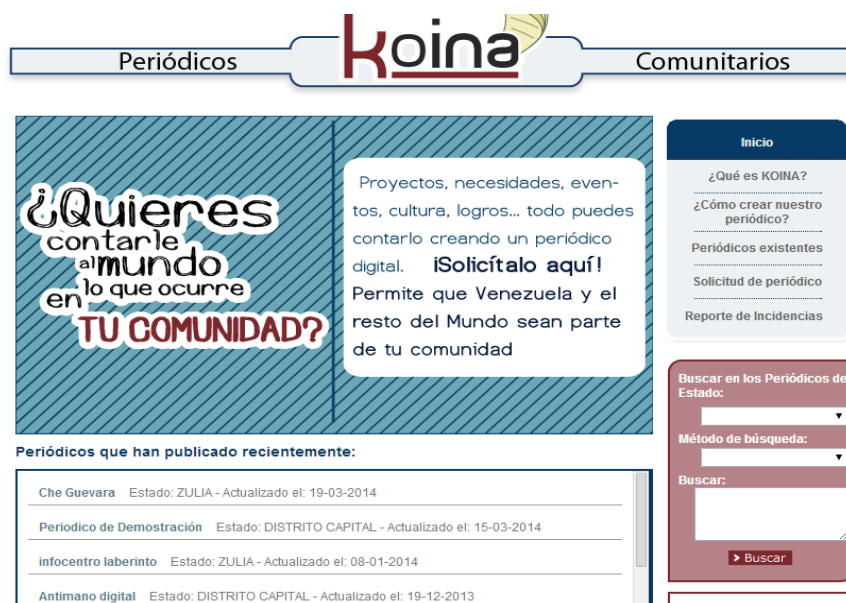 Periódicos
koina
Comunitarios
¿Quieres
contarle
al mundo
lo que ocurre
en
TU COMUNIDAD?
Proyectos, necesidades, even-
tos, cultura, logros... todo puedes
contarlo creando un periódico
digital. ¡Solicítalo aquí!
Permite que Venezuela y el
resto del Mundo sean parte
de tu comunidad
Inicio
¿Qué es KOINA?
¿Cómo crear nuestro
periódico?
Periódicos existentes
Solicitud de periódico
Reporte de Incidencias
Buscar en los Periódicos de
Estado:
Método de búsqueda:
Buscar:
Buscar
Periódicos que han publicado recientemente:
Che Guevara Estado: ZULIA - Actualizado el: 19-03-2014
Periodico de Demostración Estado: DISTRITO CAPITAL - Actualizado el: 15-03-2014
infocentro laberinto Estado: ZULIA - Actualizado el: 08-01-2014
Antimano digital Estado: DISTRITO CAPITAL - Actualizado el: 19-12-2013